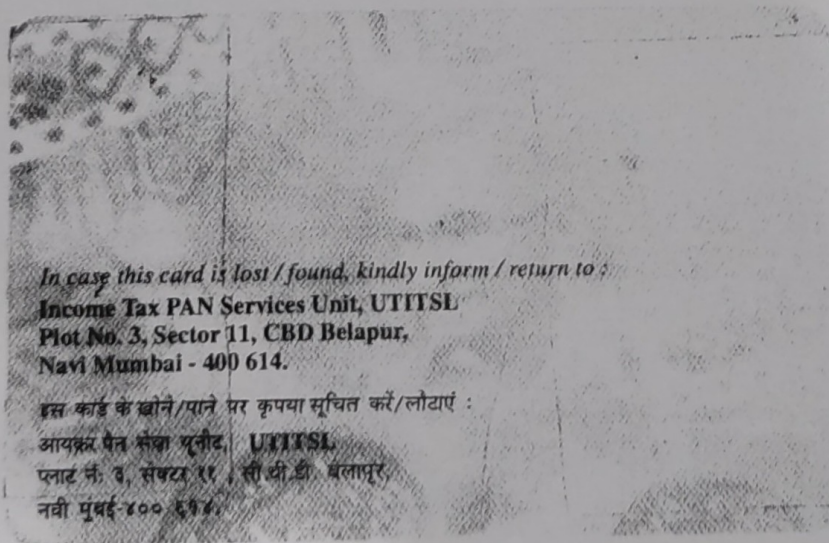 In case this card is lost / found, kindly inform / return to :
Income Tax PAN Services Unit, UTITSL
Plot No. 3, Sector 11, CBD Belapur,
Navi Mumbai - 400 614.
इस कार्ड के खोने/पाने पर कृपया सूचित करें/लौटाएं :
आयकर पैन सेवा यूनीट, UTITSL
प्लाट नं: ३, सेक्टर ११ , सी.बी.डी. बेलापूर,
नवी मुंबई-४०० ६१४.